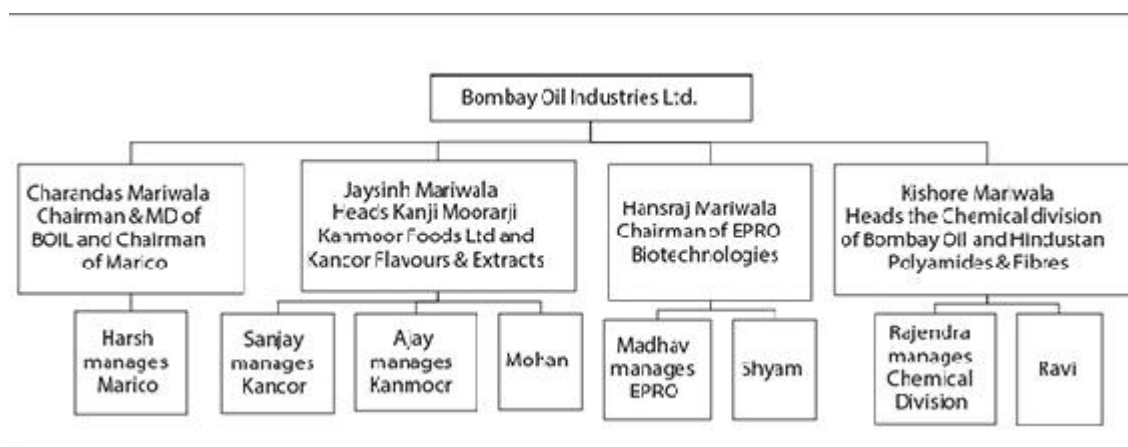 Bombay Oil Industries Ltd.
Charandas Mariwala
Chairman & MD of
BOIL and Chairman
of Marico
Jaysinh Mariwala
Heads Kanji Moorarji
Kanmoor Foods Ltd and
Kancor Flavours & Extracts
Hansraj Mariwala
Chairman of EPRO
Biotechnologies
Kishore Mariwala
Heads the Chemical division
of Bombay Oil and Hindustan
Polyamides & Fibres
Harsh
manages
Marico
Sanjay
manages
Kancor
Ajay
manages
Kanmoor
Mohan
Madhav
manages
EPRO
Shyam
Rajendra
manages
Chemical
Division
Ravi